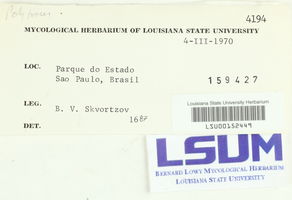 Polyporus
4194
MYCOLOGICAL HERBARIUM OF LOUISIANA STATE UNIVERSITY
4-III-1970
LOC. Parque do Estado
Sao Paulo, Brasil
159427
LEG. B. V. Skvortzov
1687
DET.
Louisiana State University Herbarium
LSU00152449
LSUM
BERNARD LOWY MYCOLOGICAL HERBARIUM
LOUISIANA STATE UNIVERSITY